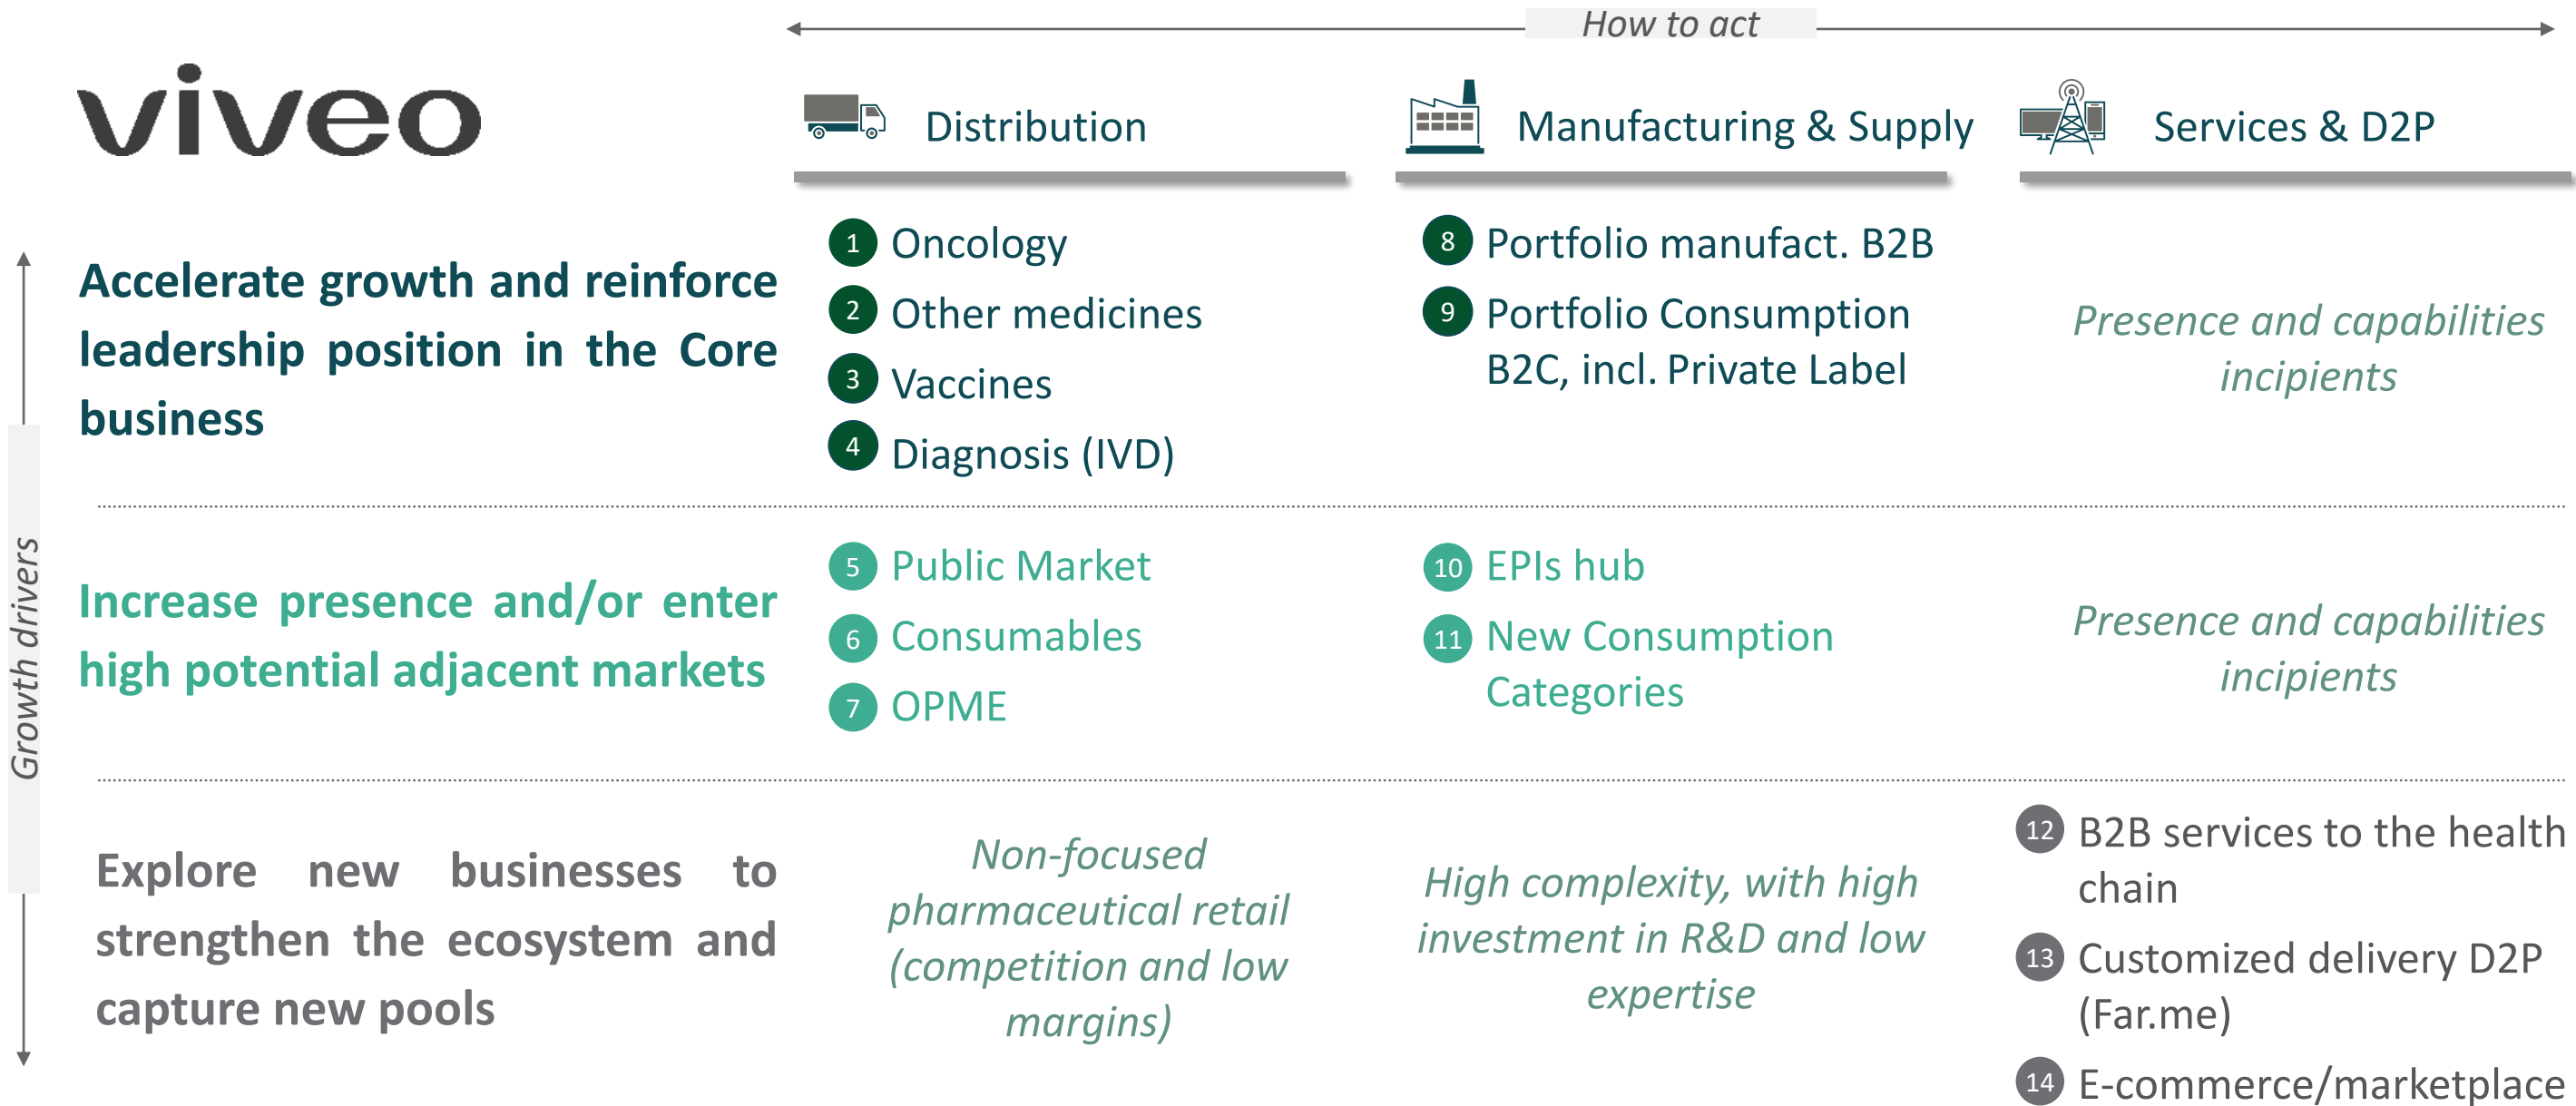 How to act
viveo
Distribution
Manufacturing & Supply
Services & D2P
Growth drivers
Accelerate growth and reinforce
leadership position in the Core
business
1 Oncology
2 Other medicines
3 Vaccines
4 Diagnosis (IVD)
8 Portfolio manufact. B2B
9 Portfolio Consumption
B2C, incl. Private Label
Presence and capabilities
incipients
Increase presence and/or enter
high potential adjacent markets
5 Public Market
6 Consumables
7 OPME
10 EPIs hub
11 New Consumption
Categories
Presence and capabilities
incipients
Explore new businesses to
strengthen the ecosystem and
capture new pools
Non-focused
pharmaceutical retail
(competition and low
margins)
High complexity, with high
investment in R&D and low
expertise
12 B2B services to the health
chain
13 Customized delivery D2P
(Far.me)
14 E-commerce/marketplace